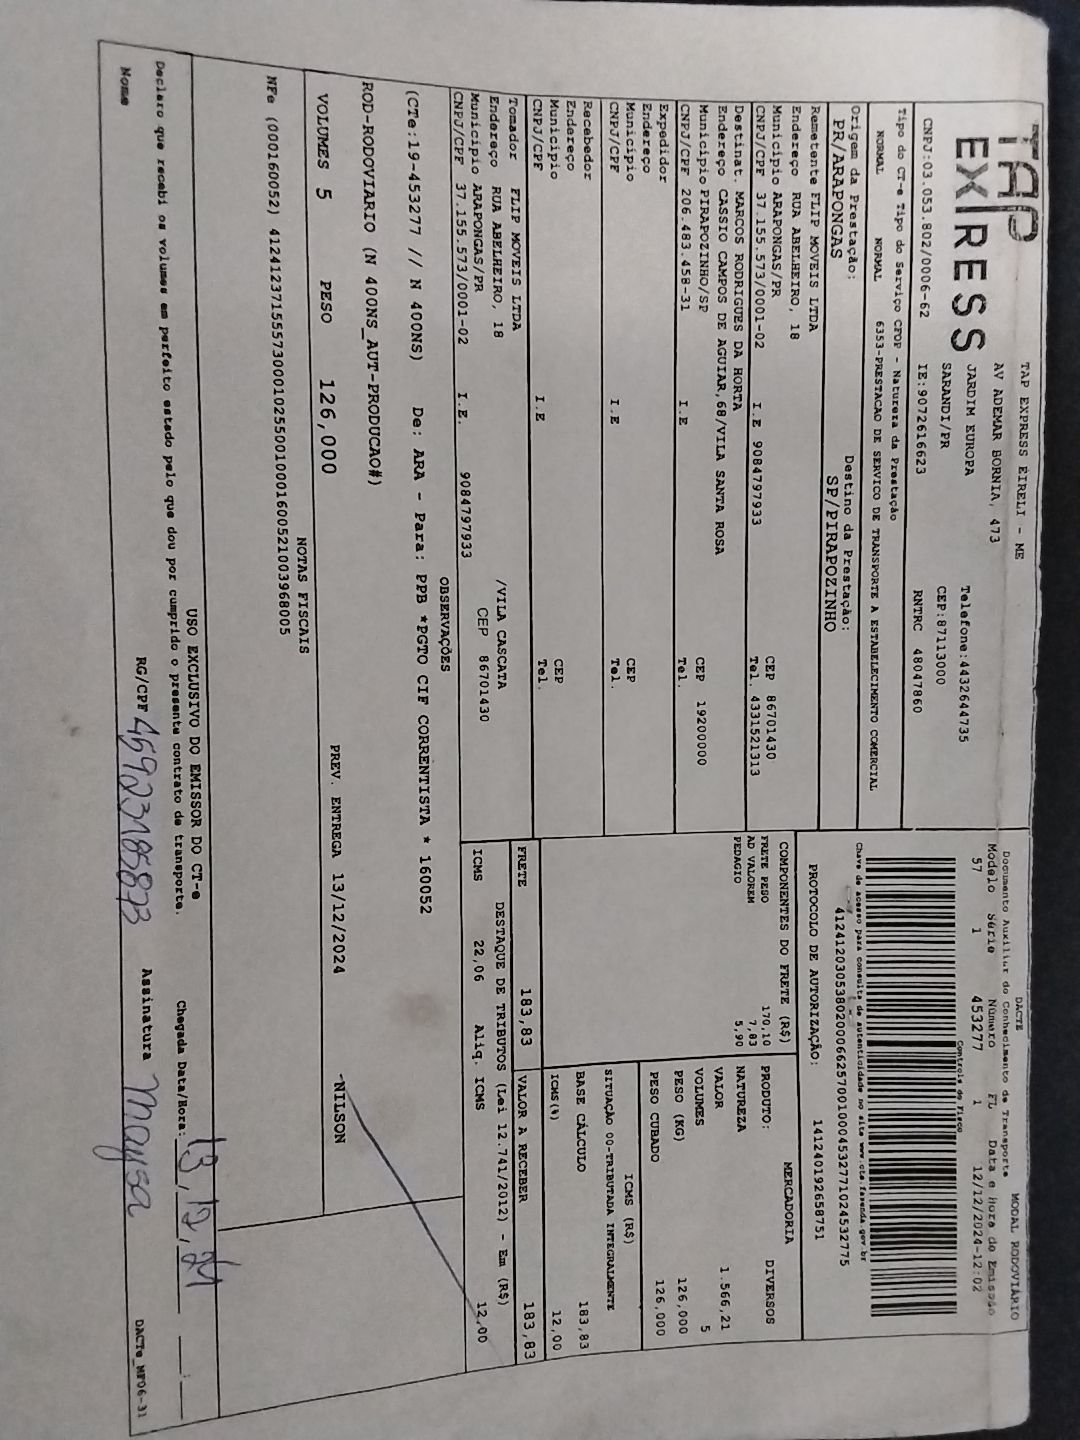 TAP EXPRESS
TAP EXPRESS EIRELI - ME
AV ADEMAR BORNIA, 473
JARDIM EUROPA Telefone:4432644735
SARANDI/PR CEP:87113000
CNPJ:03.053.802/0006-62 IE:9072616623 RNTRC 48047860
Tipo do CT-e Tipo do Serviço CFOP - Natureza da Prestação
NORMAL NORMAL 6353-PRESTACAO DE SERVICO DE TRANSPORTE A ESTABELECIMENTO COMERCIAL
Origem da Prestação: Destino da Prestação:
PR/ARAPONGAS SP/PIRAPOZINHO
DACTE MODAL RODOVIÁRIO
Documento Auxiliar do Conhecimento de Transporte
Modelo Série Número FL Data e Hora de Emissão
57 1 453277 1 12/12/2024-12:02
Controle do Fisco
41241203053802000662570010004532771024532775
Chave de acesso para consulta de autenticidade no site www.cte.fazenda.gov.br
PROTOCOLO DE AUTORIZAÇÃO: 141240192658751
Remetente FLIP MOVEIS LTDA
Endereço RUA ABELHEIRO, 18
Município ARAPONGAS/PR CEP 86701430
CNPJ/CPF 37.155.573/0001-02 I.E 9084797933 Tel. 4331521313
Destinat. MARCOS RODRIGUES DA HORTA
Endereço CASSIO CAMPOS DE AGUIAR,68/VILA SANTA ROSA
Município PIRAPOZINHO/SP CEP 19200000
CNPJ/CPF 206.483.458-31 I.E Tel.
Expedidor
Endereço
Município CEP
CNPJ/CPF I.E Tel.
Recebedor
Endereço
Município CEP
CNPJ/CPF I.E Tel.
Tomador FLIP MOVEIS LTDA
Endereço RUA ABELHEIRO, 18 /VILA CASCATA
Município ARAPONGAS/PR CEP 86701430
CNPJ/CPF 37.155.573/0001-02 I.E. 9084797933
COMPONENTES DO FRETE (R$)
FRETE PESO 170,10
AD VALOREM 7,83
PEDAGIO 5,90
MERCADORIA
PRODUTO: DIVERSOS
NATUREZA
VALOR 1.566,21
VOLUMES 5
PESO (KG) 126,000
PESO CUBADO 126,000
ICMS (R$)
SITUAÇÃO 00-TRIBUTADA INTEGRALMENTE
BASE CÁLCULO 183,83
ICMS(%) 12,00
FRETE 183,83 VALOR A RECEBER 183,83
DESTAQUE DE TRIBUTOS (Lei 12.741/2012) - Em (R$)
ICMS 22,06 Aliq. ICMS 12,00
OBSERVAÇÕES
(CTe:19-453277 // N 400NS) De: ARA - Para: PPB *PGTO CIF CORRENTISTA * 160052
ROD-RODOVIARIO (N 400NS_AUT-PRODUCAO#)
VOLUMES 5 PESO 126,000 PREV. ENTREGA 13/12/2024 -NILSON
NOTAS FISCAIS
NFe (000160052) 41241237155573000102550010001600521003968005
USO EXCLUSIVO DO EMISSOR DO CT-e
Declaro que recebi os volumes em perfeito estado pelo que dou por cumprido o presente contrato de transporte. Chegada Data/Hora: 13/12/24
Nome RG/CPF Assinatura Maysa
DACTe_MF06-31